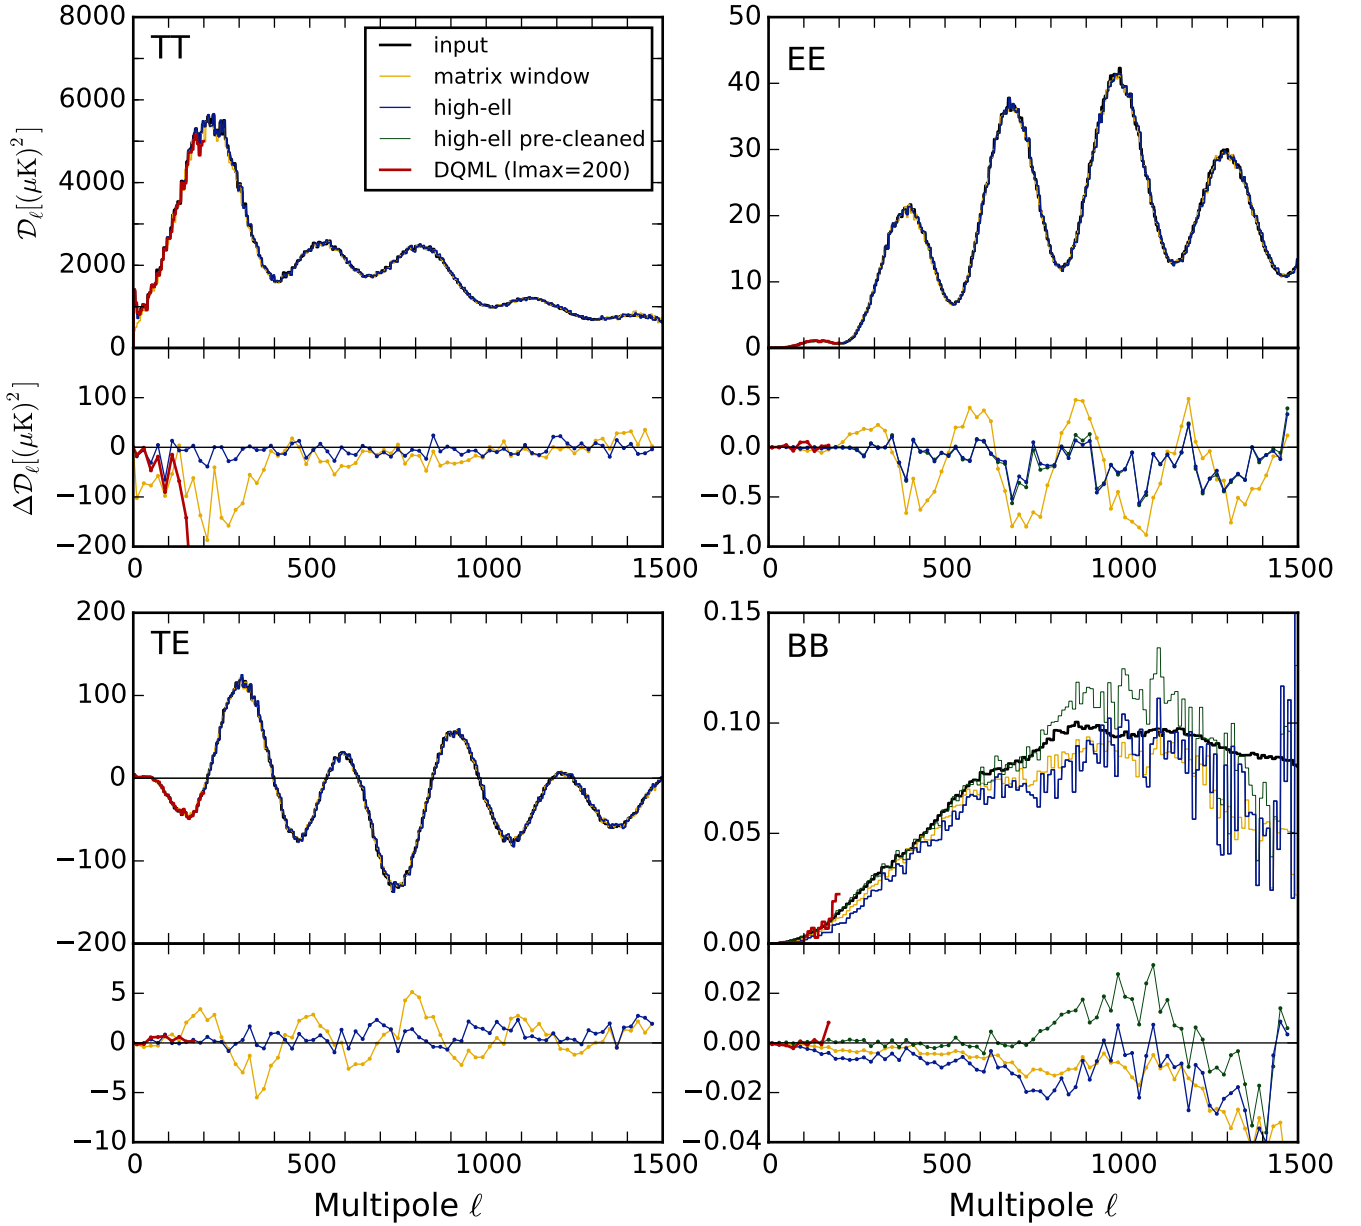 TT
input
matrix window
high-ell
high-ell pre-cleaned
DQML (lmax=200)
8000
6000
4000
2000
0
𝒟ℓ[(μK)²]
100
0
−100
−200
Δ𝒟ℓ[(μK)²]
0 500 1000 1500
EE
50
40
30
20
10
0
0.5
0.0
−0.5
−1.0
0 500 1000 1500
TE
200
100
0
−100
−200
5
0
−5
−10
0 500 1000 1500
Multipole ℓ
BB
0.15
0.10
0.05
0.00
0.02
0.00
−0.02
−0.04
0 500 1000 1500
Multipole ℓ